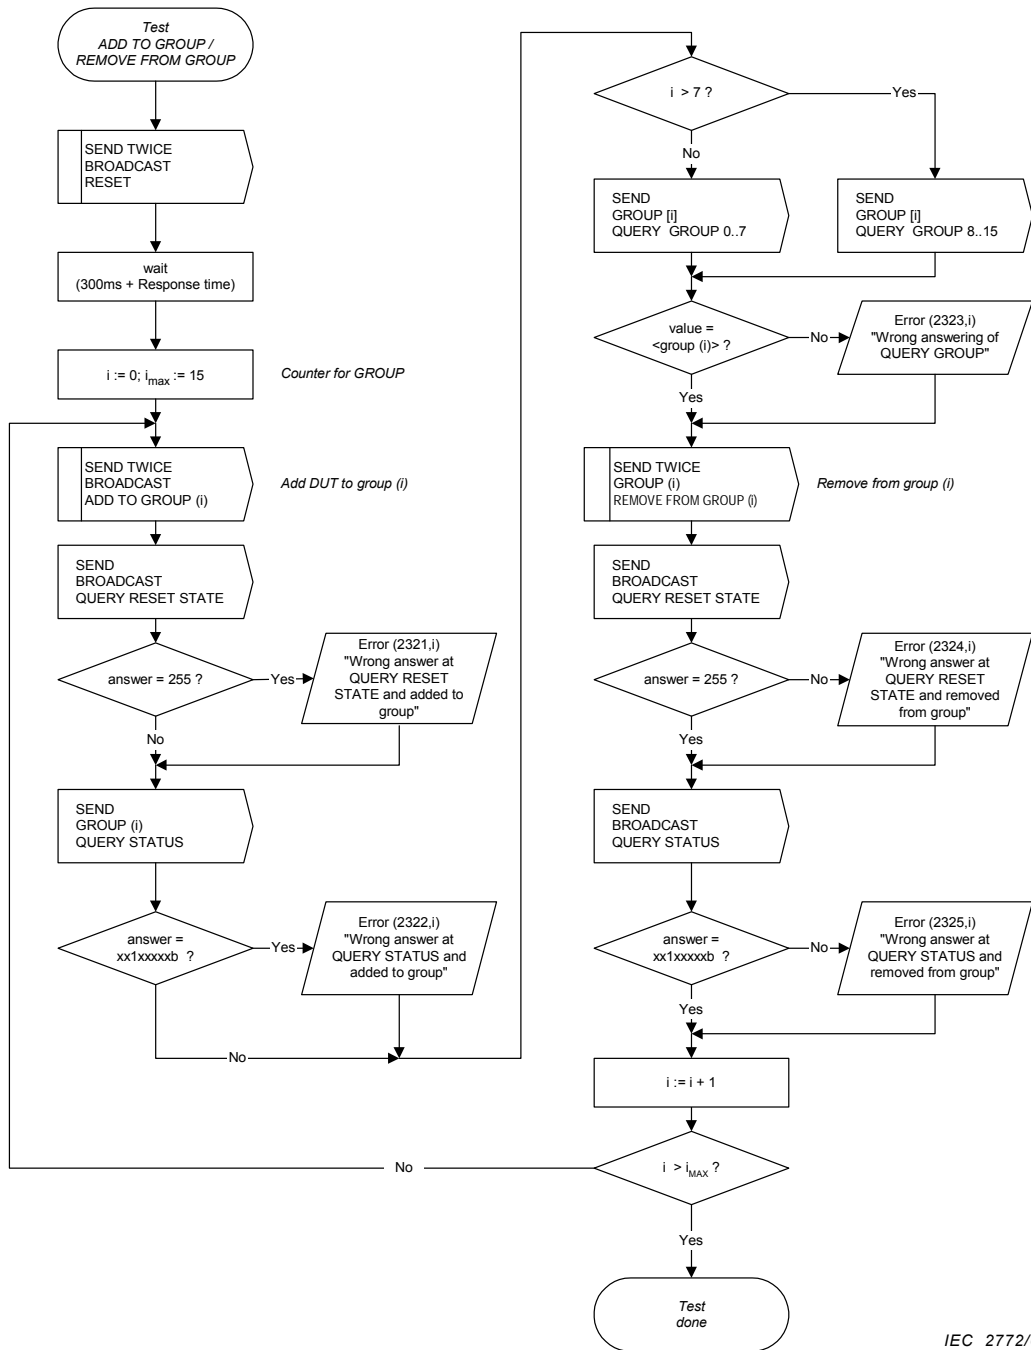 Test
ADD TO GROUP /
REMOVE FROM GROUP
SEND TWICE
BROADCAST
RESET
wait
(300ms + Response time)
i := 0; imax := 15
Counter for GROUP
SEND TWICE
BROADCAST
ADD TO GROUP (i)
Add DUT to group (i)
SEND
BROADCAST
QUERY RESET STATE
answer = 255 ?
Yes
Error (2321,i)
"Wrong answer at
QUERY RESET
STATE and added to
group"
No
SEND
GROUP (i)
QUERY STATUS
answer =
xx1xxxxxb ?
Yes
Error (2322,i)
"Wrong answer at
QUERY STATUS and
added to group"
No
i > 7 ?
Yes
No
SEND
GROUP [i]
QUERY GROUP 0..7
SEND
GROUP [i]
QUERY GROUP 8..15
value =
<group (i)> ?
No
Error (2323,i)
"Wrong answering of
QUERY GROUP"
Yes
SEND TWICE
GROUP (i)
REMOVE FROM GROUP (i)
Remove from group (i)
SEND
BROADCAST
QUERY RESET STATE
answer = 255 ?
No
Error (2324,i)
"Wrong answer at
QUERY RESET
STATE and removed
from group"
Yes
SEND
BROADCAST
QUERY STATUS
answer =
xx1xxxxxb ?
No
Error (2325,i)
"Wrong answer at
QUERY STATUS and
removed from group"
Yes
i := i + 1
i > iMAX ?
No
Yes
Test
done
IEC 2772/